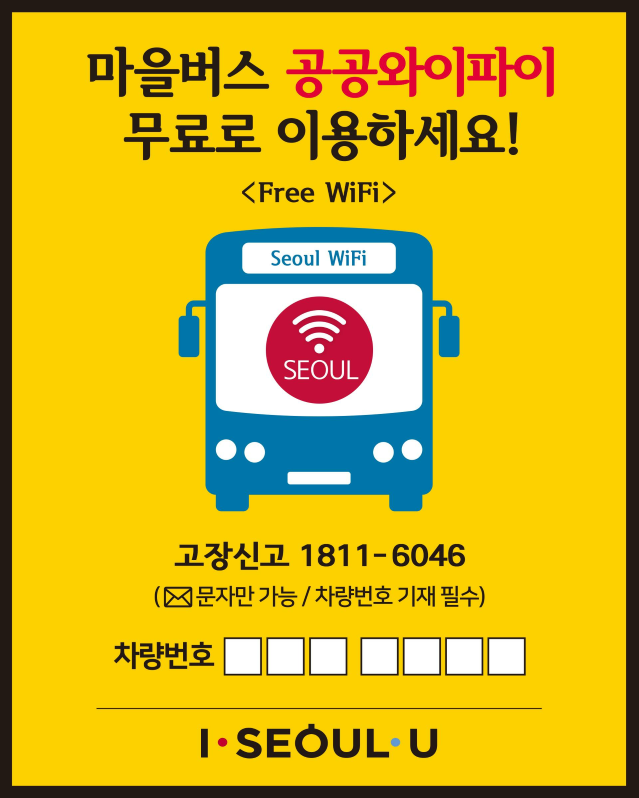 마을버스 공공와이파이
무료로 이용하세요!
<Free WiFi>
Seoul WiFi
SEOUL
고장신고 1811-6046
(문자만 가능 / 차량번호 기재 필수)
차량번호
I·SEOUL·U